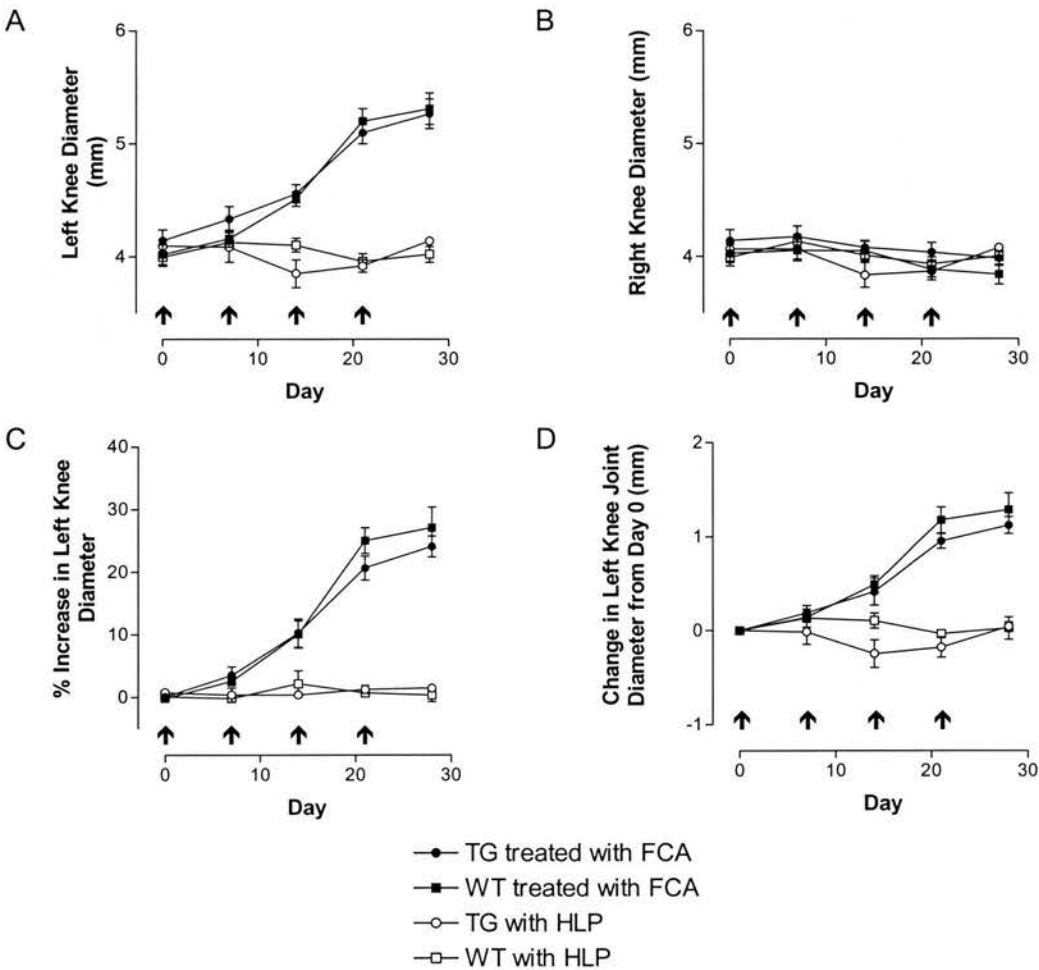 A
Left Knee Diameter
(mm)
6
5
4
0
10
20
30
Day
B
Right Knee Diameter (mm)
6
5
4
0
10
20
30
Day
C
% Increase in Left Knee
Diameter
40
30
20
10
0
0
10
20
30
Day
D
Change in Left Knee Joint
Diameter from Day 0 (mm)
2
1
0
-1
0
10
20
30
Day
TG treated with FCA
WT treated with FCA
TG with HLP
WT with HLP